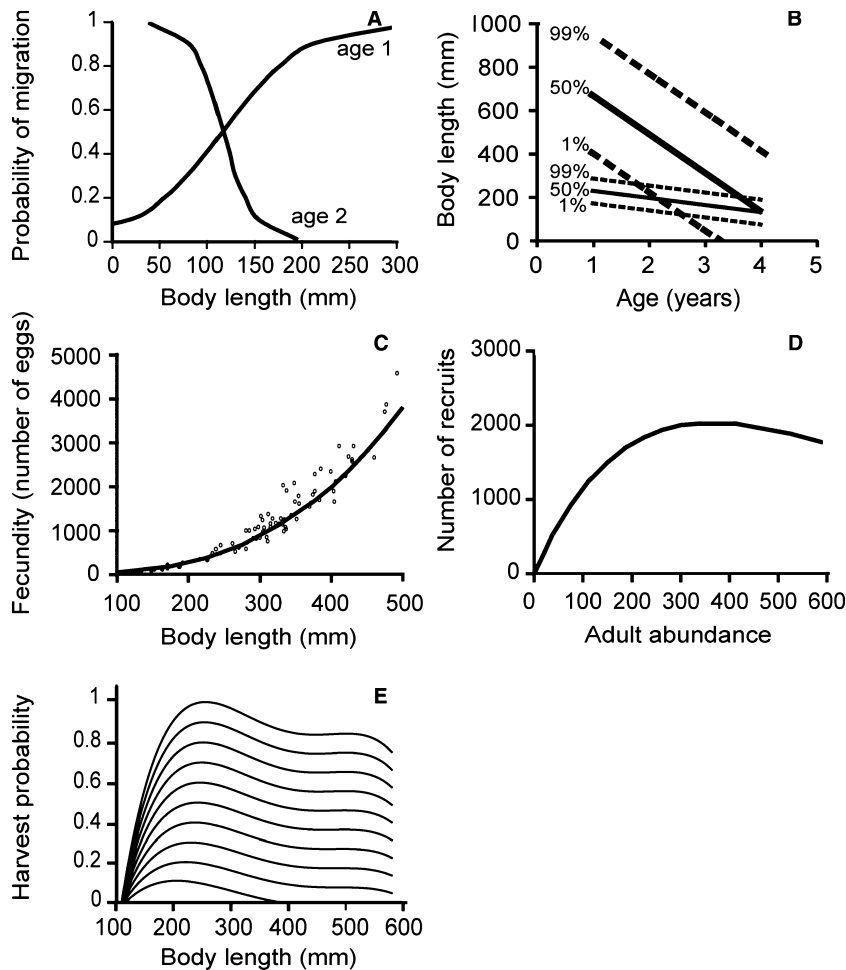 A
Probability of migration
1
0.8
0.6
0.4
0.2
0
age 1
age 2
0 50 100 150 200 250 300
Body length (mm)
B
Body length (mm)
1000
800
600
400
200
0
99%
50%
1%
99%
50%
1%
0 1 2 3 4 5
Age (years)
C
Fecundity (number of eggs)
5000
4000
3000
2000
1000
0
100 200 300 400 500
Body length (mm)
D
Number of recruits
3000
2000
1000
0
0 100 200 300 400 500 600
Adult abundance
E
Harvest probability
1
0.8
0.6
0.4
0.2
0
100 200 300 400 500 600
Body length (mm)